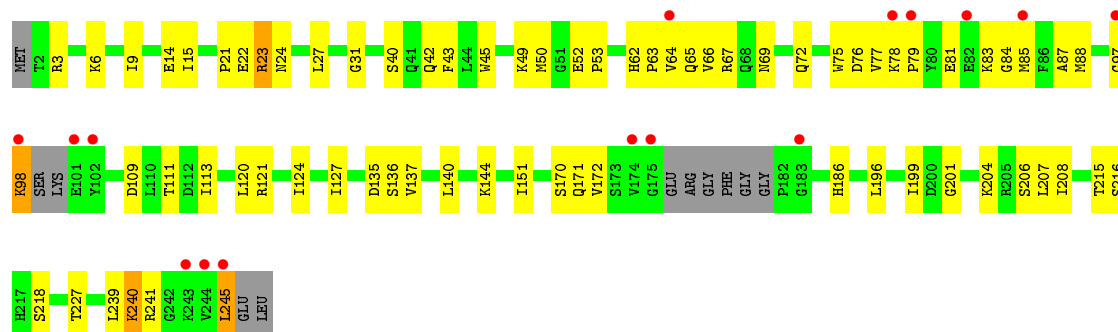 MET T2 R3 K6 I9 E14 I15 P21 E22 R23 N24 L27 G31 S40 Q41 Q42 F43 L44 W45 K49 M50 G51 E52 P53 H62 P63 V64 Q65 V66 R67 Q68 N69 Q72 W75 D76 V77 K78 P79 Y80 E81 E82 K83 G84 M85 F86 A87 M88 G97
K98 SER LYS E101 Y102 D109 L110 T111 D112 I113 L120 R121 I124 I127 D135 S136 V137 L140 K144 I151 S170 Q171 V172 S173 V174 G175 GLU ARG GLY PHE GLY GLY P182 G183 H186 L196 I199 D200 G201 K204 R205 S206 L207 I208 T215 S216
H217 S218 T227 L239 K240 R241 G242 K243 V244 L245 GLU LEU